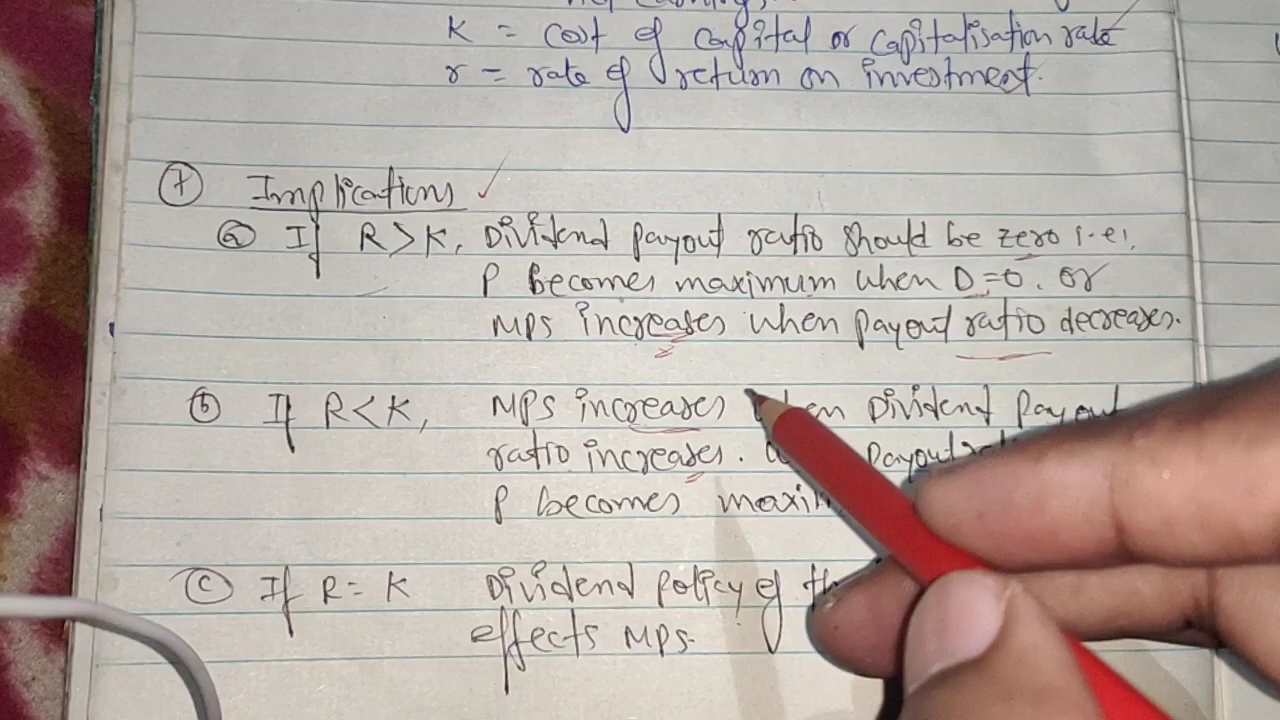 K = cost of capital or capitalisation rate
r = rate of return on investment.
7 Implications
a If R>K, Dividend payout ratio should be zero i.e.,
P becomes maximum when D=0. or
MPS increases when payout ratio decreases.
b If R<K, MPS increases when Dividend Payout
ratio increases. payout
P becomes
c If R=K Dividend policy of
effects MPS.